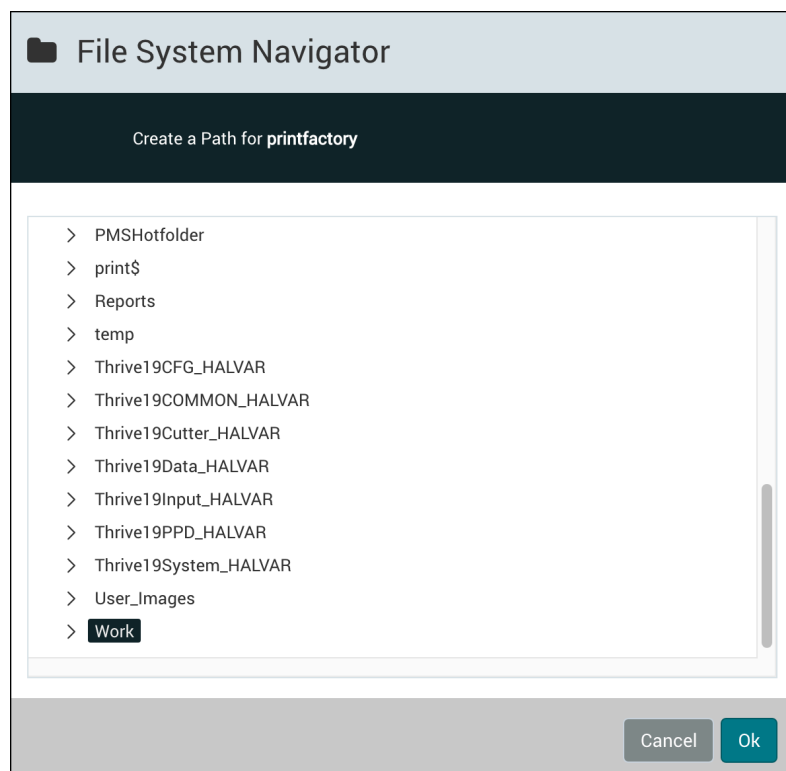 File System Navigator
Create a Path for printfactory
PMSHotfolder
print$
Reports
temp
Thrive19CFG_HALVAR
Thrive19COMMON_HALVAR
Thrive19Cutter_HALVAR
Thrive19Data_HALVAR
Thrive19Input_HALVAR
Thrive19PPD_HALVAR
Thrive19System_HALVAR
User_Images
Work
Cancel Ok